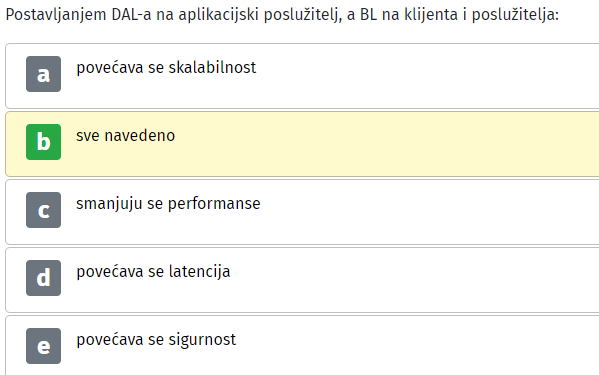 Postavljanjem DAL-a na aplikacijski poslužitelj, a BL na klijenta i poslužitelja:
a povećava se skalabilnost
b sve navedeno
c smanjuju se performanse
d povećava se latencija
e povećava se sigurnost